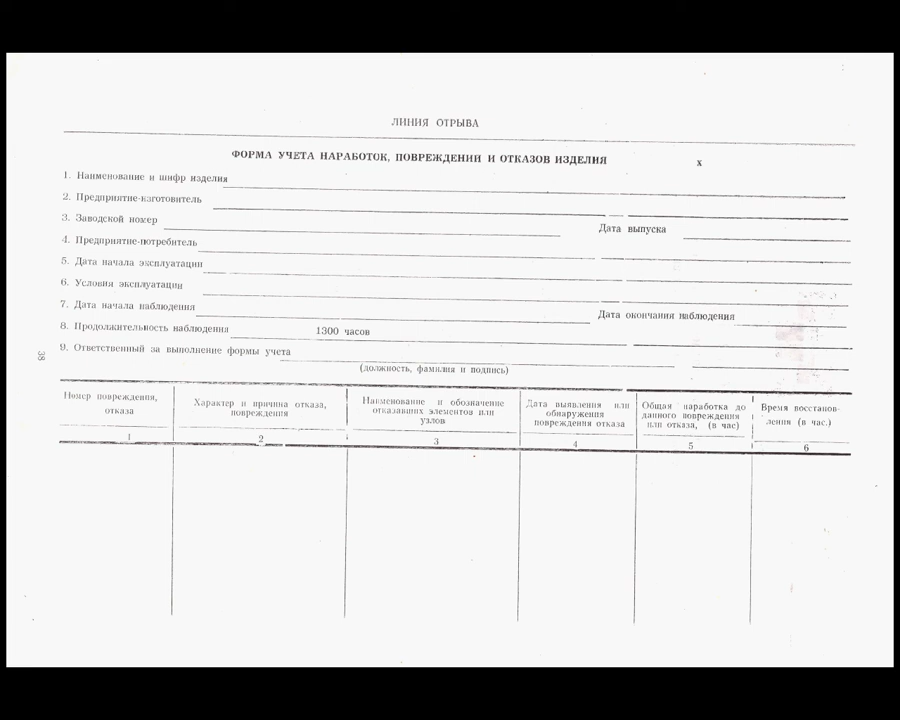 ЛИНИЯ ОТРЫВА
ФОРМА УЧЕТА НАРАБОТОК, ПОВРЕЖДЕНИИ И ОТКАЗОВ ИЗДЕЛИЯ х
1. Наименование и шифр изделия
2. Предприятие-изготовитель
3. Заводской номер Дата выпуска
4. Предприятие-потребитель
5. Дата начала эксплуатации
6. Условия эксплуатации
7. Дата начала наблюдения Дата окончания наблюдения
8. Продолжительность наблюдения 1300 часов
9. Ответственный за выполнение формы учета
(должность, фамилия и подпись)
38
Номер повреждения,
отказа
Характер и причина отказа,
повреждения
Наименование и обозначение
отказавших элементов или
узлов
Дата выявления или
обнаружения
повреждения отказа
Общая наработка до
данного повреждения
или отказа, (в час)
Время восстанов-
ления (в час.)
1 2 3 4 5 6